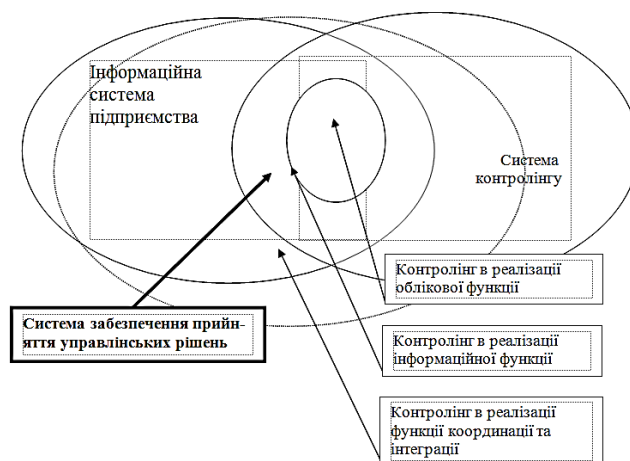 Інформаційна
система
підприємства
Система
контролінгу
Контролінг в реалізації
облікової функції
Система забезпечення прийн-
яття управлінських рішень
Контролінг в реалізації
інформаційної функції
Контролінг в реалізації
функції координації та
інтеграції